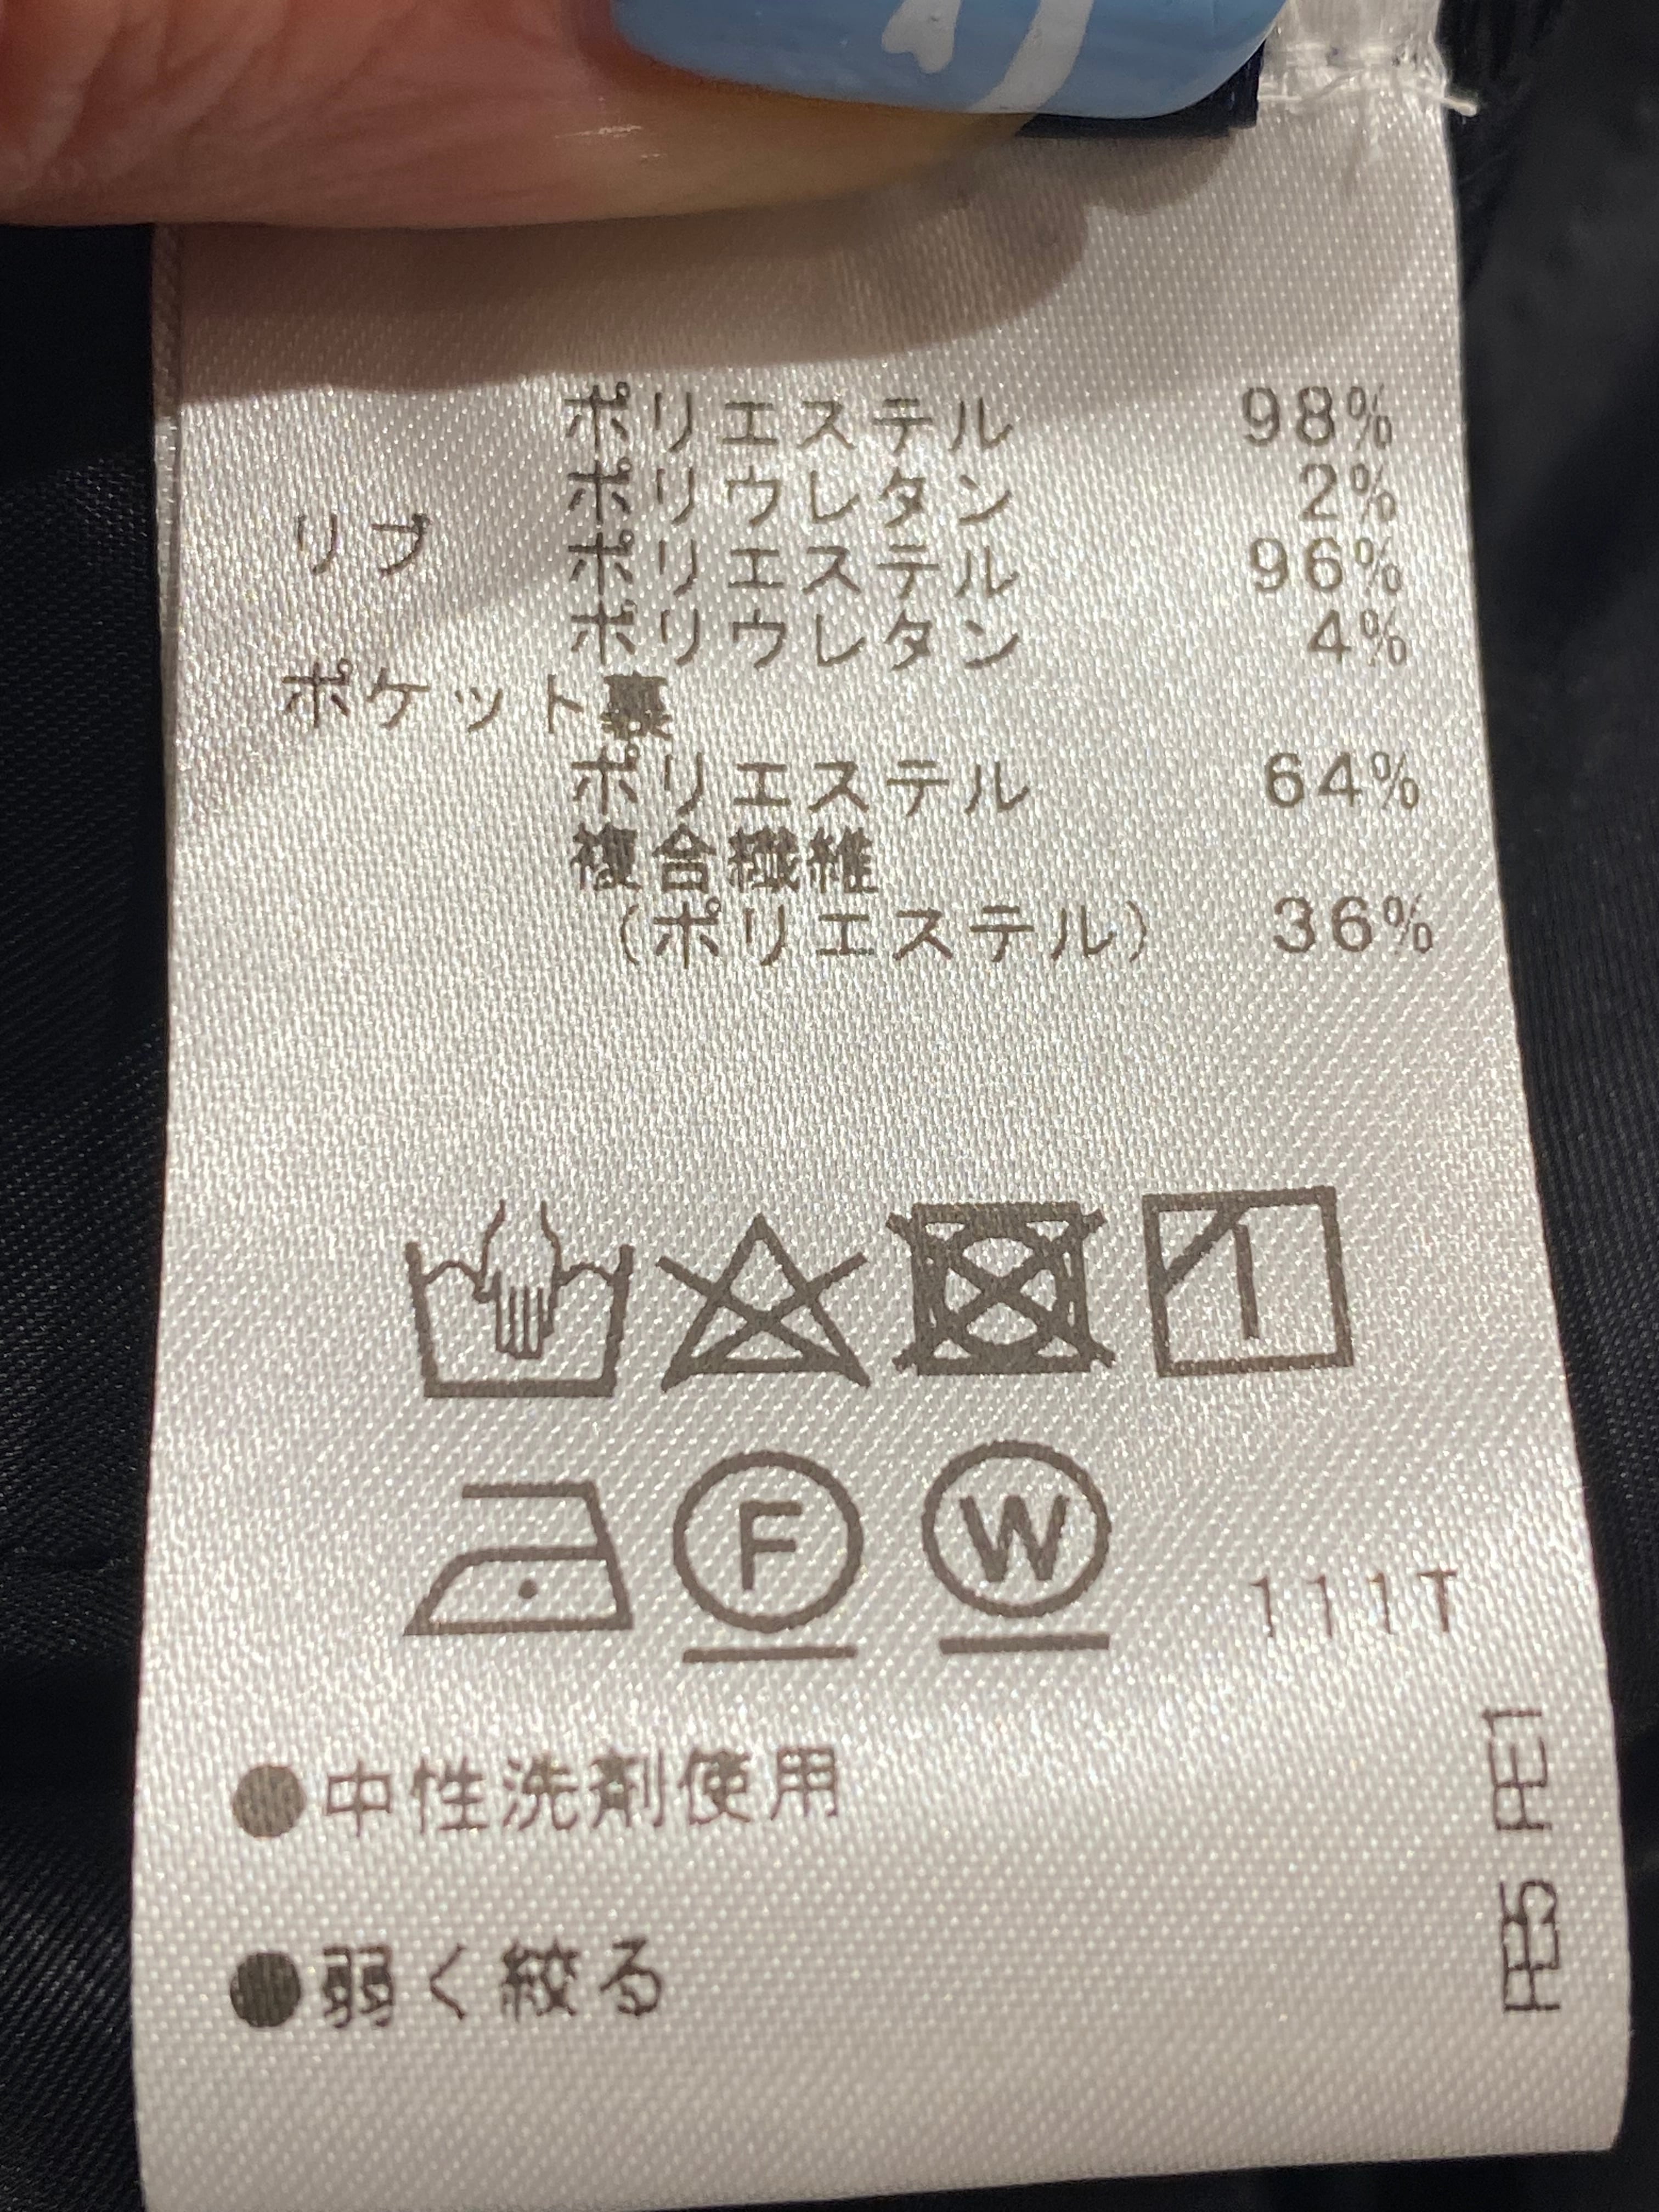 ポリエステル 98%
ポリウレタン 2%
リブ ポリエステル 96%
ポリウレタン 4%
ポケット裏
ポリエステル 64%
複合繊維
(ポリエステル) 36%
F W 111T
●中性洗剤使用
●弱く絞る